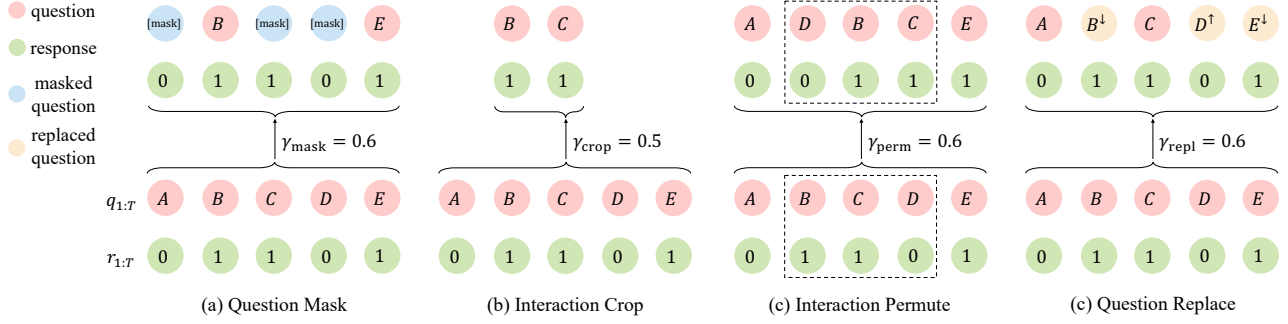 question
response
masked
question
replaced
question
[mask] B [mask] [mask] E
0 1 1 0 1
γmask = 0.6
q1:T A B C D E
r1:T 0 1 1 0 1
(a) Question Mask
B C
1 1
γcrop = 0.5
A B C D E
0 1 1 0 1
(b) Interaction Crop
A D B C E
0 0 1 1 1
γperm = 0.6
A B C D E
0 1 1 0 1
(c) Interaction Permute
A B↓ C D↑ E↓
0 1 1 0 1
γrepl = 0.6
A B C D E
0 1 1 0 1
(c) Question Replace